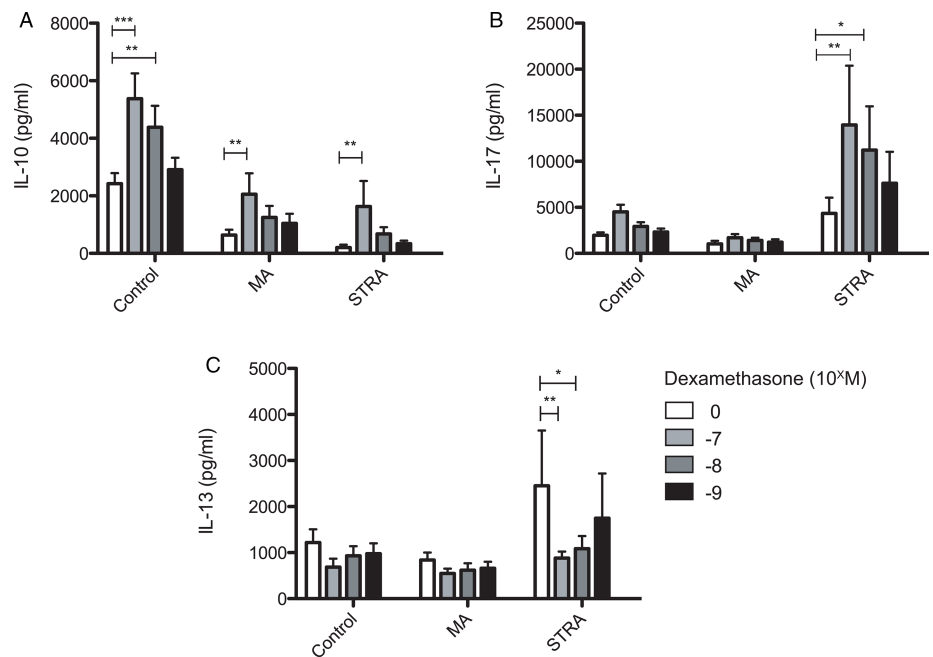 A
IL-10 (pg/ml)
8000
6000
4000
2000
0
***
**
**
**
Control
MA
STRA
B
IL-17 (pg/ml)
25000
20000
15000
10000
5000
0
*
**
Control
MA
STRA
C
IL-13 (pg/ml)
5000
4000
3000
2000
1000
0
*
**
Control
MA
STRA
Dexamethasone (10ˣM)
0
-7
-8
-9